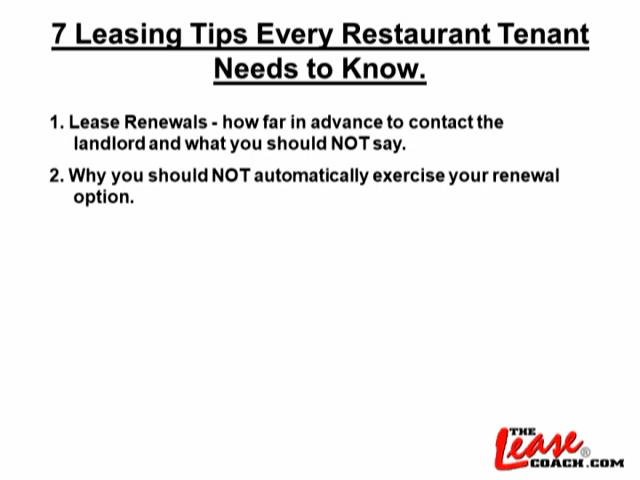 7 Leasing Tips Every Restaurant Tenant
Needs to Know.
1. Lease Renewals - how far in advance to contact the
landlord and what you should NOT say.
2. Why you should NOT automatically exercise your renewal
option.
THE
Lease®
COACH.COM